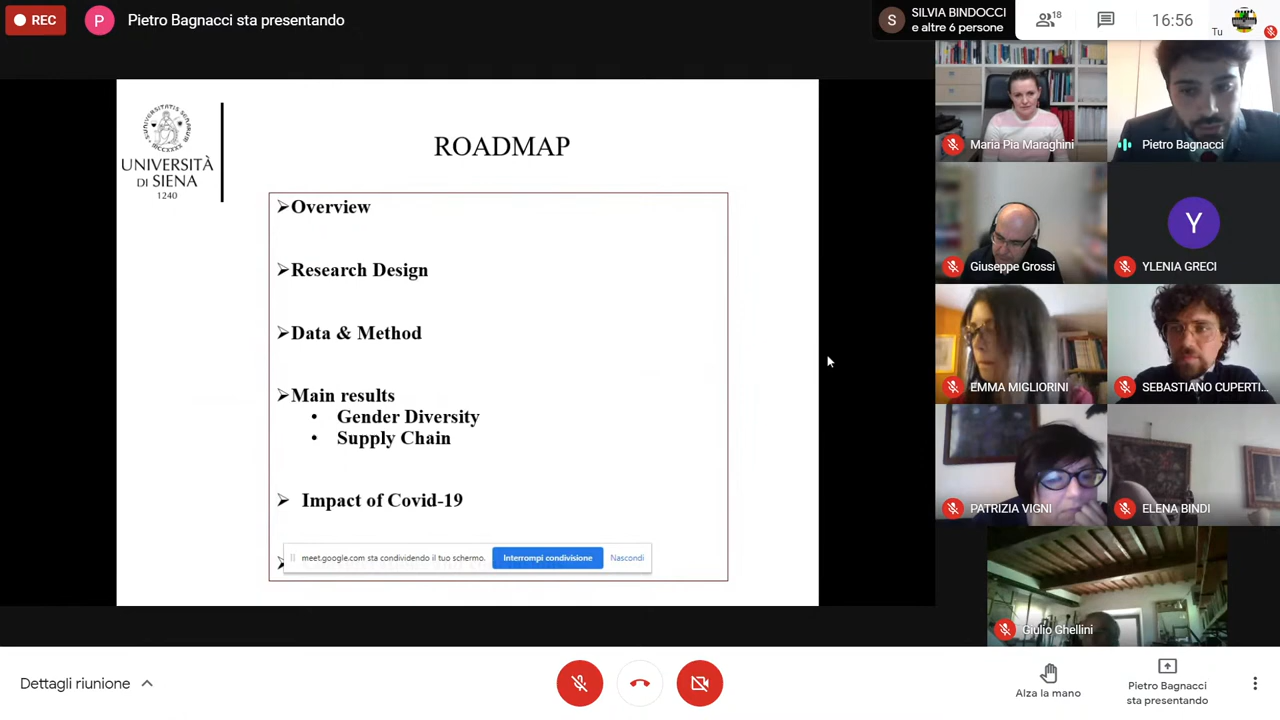 REC
P
Pietro Bagnacci sta presentando
S
SILVIA BINDOCCI
e altre 6 persone
18
16:56
Tu
UNIVERSITÀ
DI SIENA
1240
ROADMAP
Overview
Research Design
Data & Method
Main results
• Gender Diversity
• Supply Chain
Impact of Covid-19
meet.google.com sta condividendo il tuo schermo.
Interrompi condivisione
Nascondi
Maria Pia Maraghini
Pietro Bagnacci
Giuseppe Grossi
Y
YLENIA GRECI
EMMA MIGLIORINI
SEBASTIANO CUPERTI...
PATRIZIA VIGNI
ELENA BINDI
Giulio Ghellini
Dettagli riunione
Alza la mano
Pietro Bagnacci
sta presentando